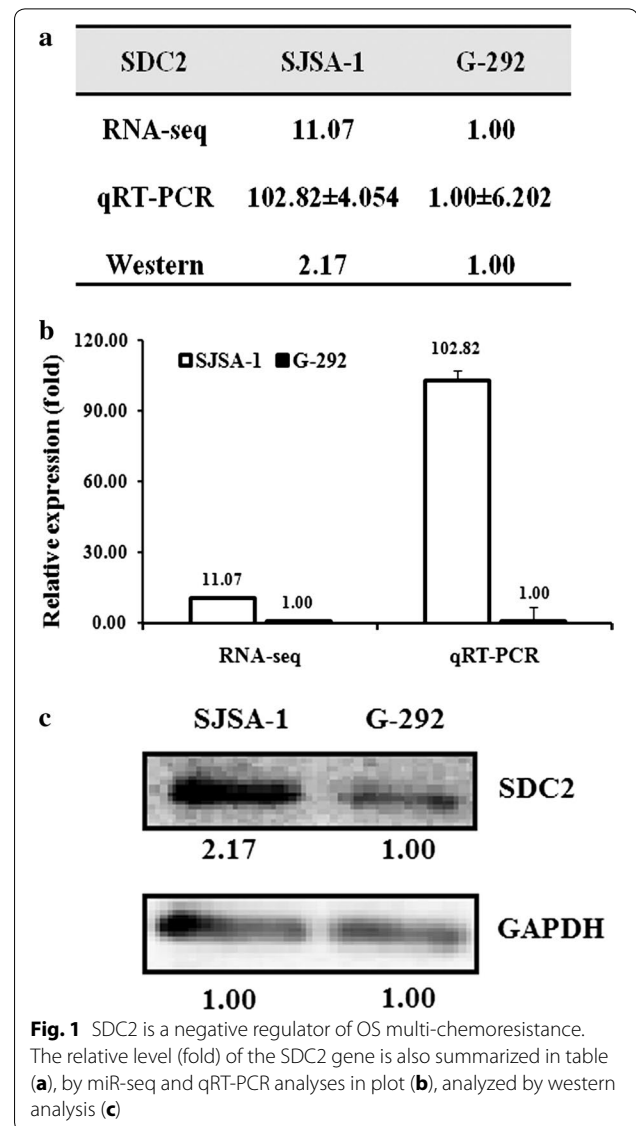 a
SDC2 SJSA-1 G-292
RNA-seq 11.07 1.00
qRT-PCR 102.82±4.054 1.00±6.202
Western 2.17 1.00
b
Relative expression (fold)
120.00
90.00
60.00
30.00
0.00
SJSA-1 G-292
11.07
1.00
102.82
1.00
RNA-seq qRT-PCR
c
SJSA-1 G-292
SDC2
2.17 1.00
GAPDH
1.00 1.00
Fig. 1 SDC2 is a negative regulator of OS multi-chemoresistance.
The relative level (fold) of the SDC2 gene is also summarized in table
(a), by miR-seq and qRT-PCR analyses in plot (b), analyzed by western
analysis (c)